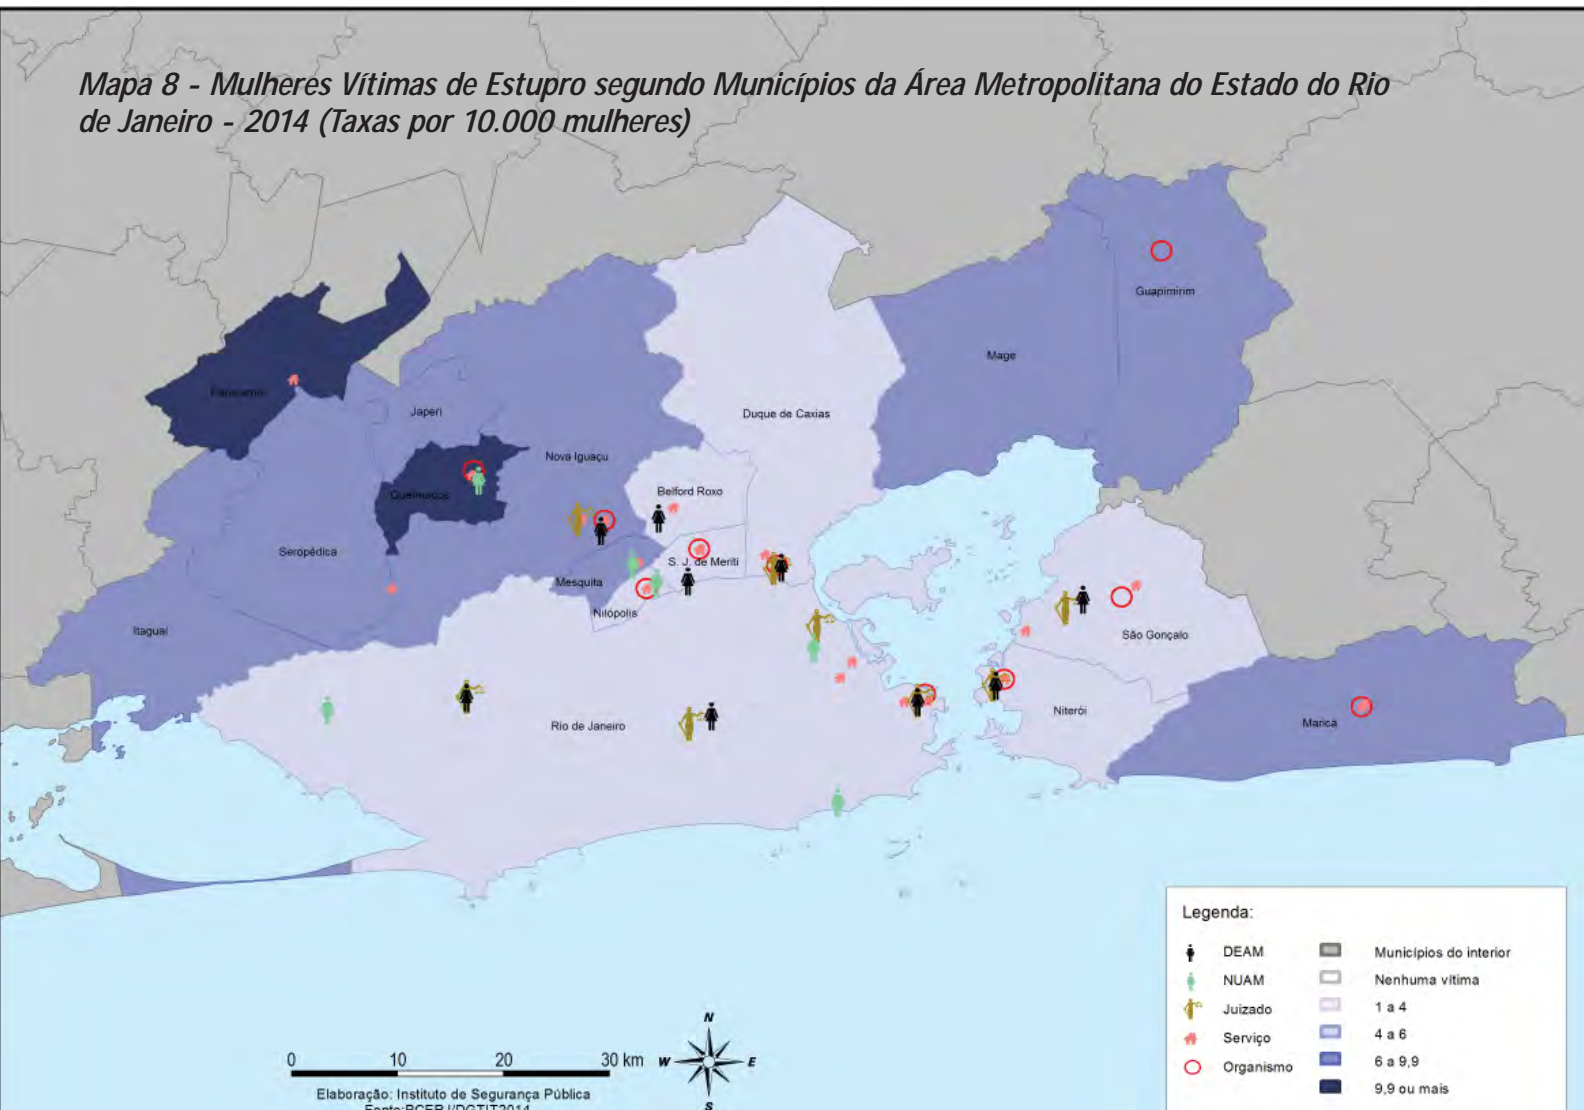 Mapa 8 - Mulheres Vítimas de Estupro segundo Municípios da Área Metropolitana do Estado do Rio
de Janeiro - 2014 (Taxas por 10.000 mulheres)
Guapimirim
Mage
Paracambi
Japeri
Duque de Caxias
Nova Iguaçu
Queimados
Belford Roxo
Seropédica
S. J. de Meriti
Mesquita
Nilópolis
Itaguaí
São Gonçalo
Rio de Janeiro
Niterói
Maricá
Legenda:
DEAM
NUAM
Juizado
Serviço
Organismo
Municípios do interior
Nenhuma vítima
1 a 4
4 a 6
6 a 9,9
9,9 ou mais
N
W
E
S
0 10 20 30 km
Elaboração: Instituto de Segurança Pública
Fonte:PCERJ/DGTIT2014